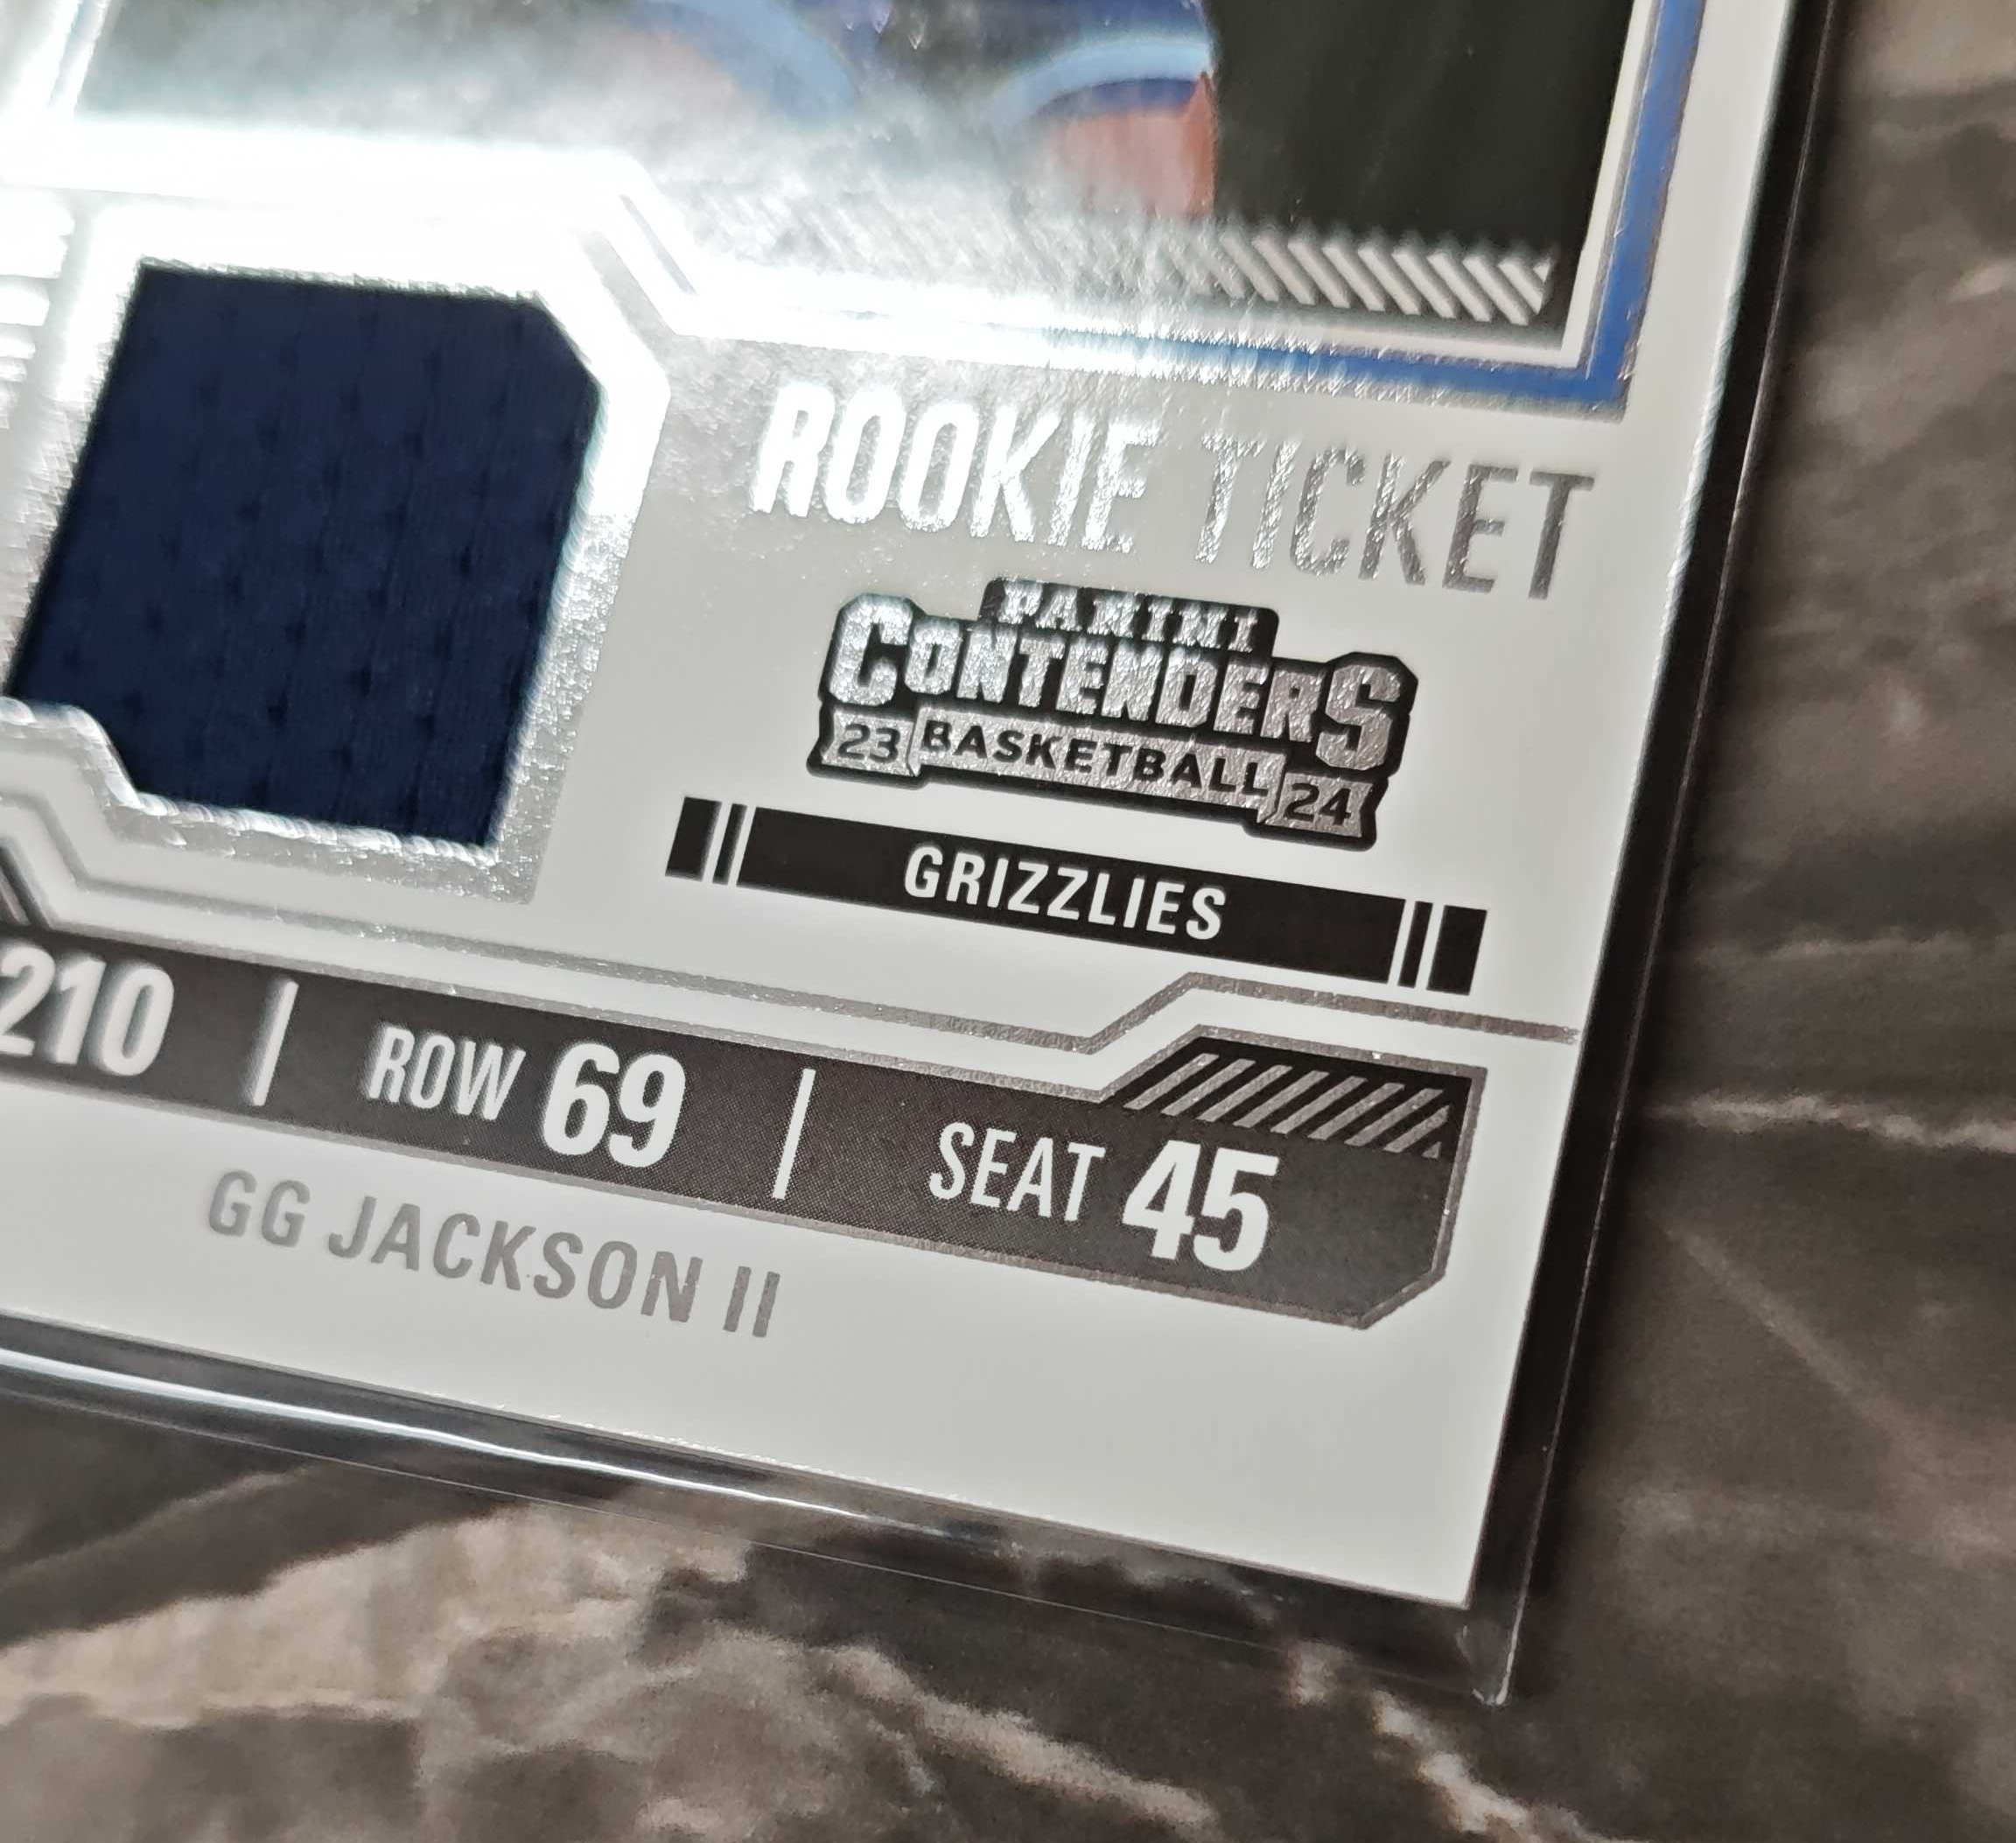 ROOKIE TICKET
PANINI
CONTENDERS
23 BASKETBALL 24
GRIZZLIES
210 | ROW 69 | SEAT 45
GG JACKSON II